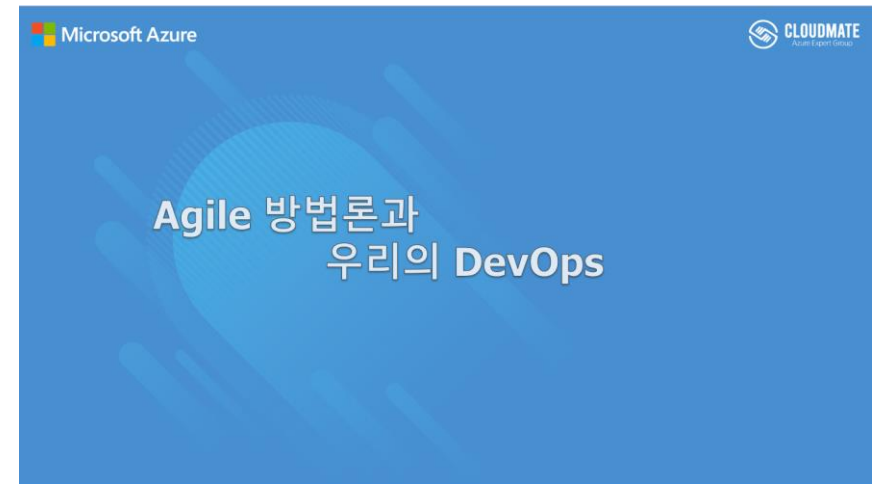 Microsoft Azure
CLOUDMATE
Azure Expert Group
Agile 방법론과
우리의 DevOps